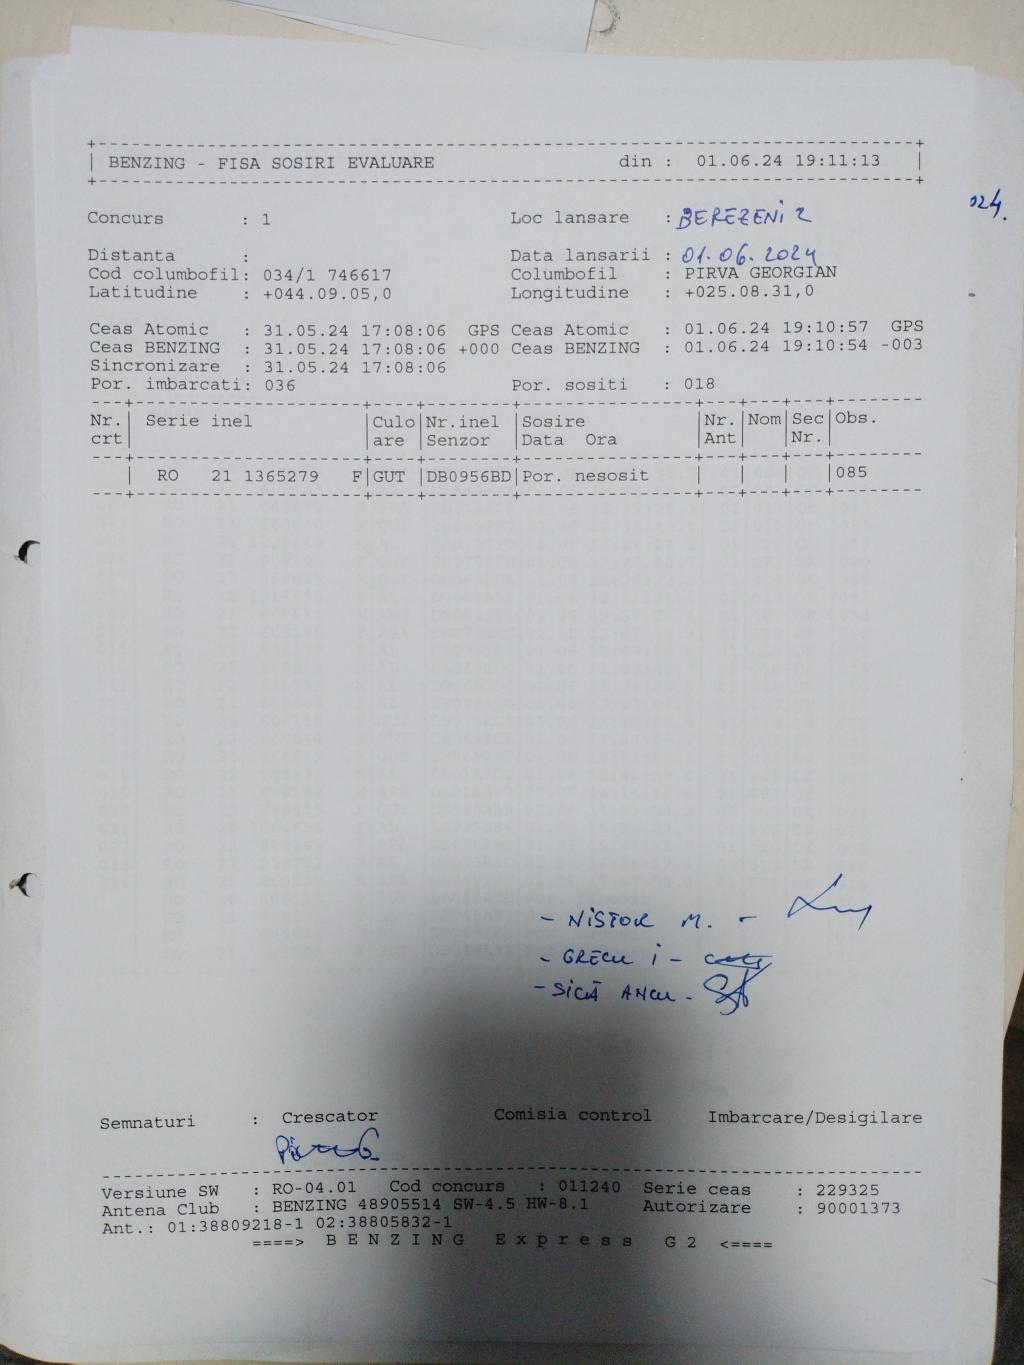 BENZING - FISA SOSIRI EVALUARE din : 01.06.24 19:11:13
024.
Concurs : 1 Loc lansare : BEREZENI 2
Distanta : Data lansarii : 01.06.2024
Cod columbofil: 034/1 746617 Columbofil : PIRVA GEORGIAN
Latitudine : +044.09.05,0 Longitudine : +025.08.31,0
Ceas Atomic : 31.05.24 17:08:06 GPS Ceas Atomic : 01.06.24 19:10:57 GPS
Ceas BENZING : 31.05.24 17:08:06 +000 Ceas BENZING : 01.06.24 19:10:54 -003
Sincronizare : 31.05.24 17:08:06
Por. imbarcati: 036 Por. sositi : 018
Nr. Serie inel Culo Nr.inel Sosire Nr. Nom Sec Obs.
crt are Senzor Data Ora Ant Nr.
RO 21 1365279 F GUT DB0956BD Por. nesosit 085
- NISTOR M. -
- GRECU I -
- SICĂ ANCU -
Semnaturi : Crescator Comisia control Imbarcare/Desigilare
Versiune SW : RO-04.01 Cod concurs : 011240 Serie ceas : 229325
Antena Club : BENZING 48905514 SW-4.5 HW-8.1 Autorizare : 90001373
Ant.: 01:38809218-1 02:38805832-1
====> B E N Z I N G E x p r e s s G 2 <====